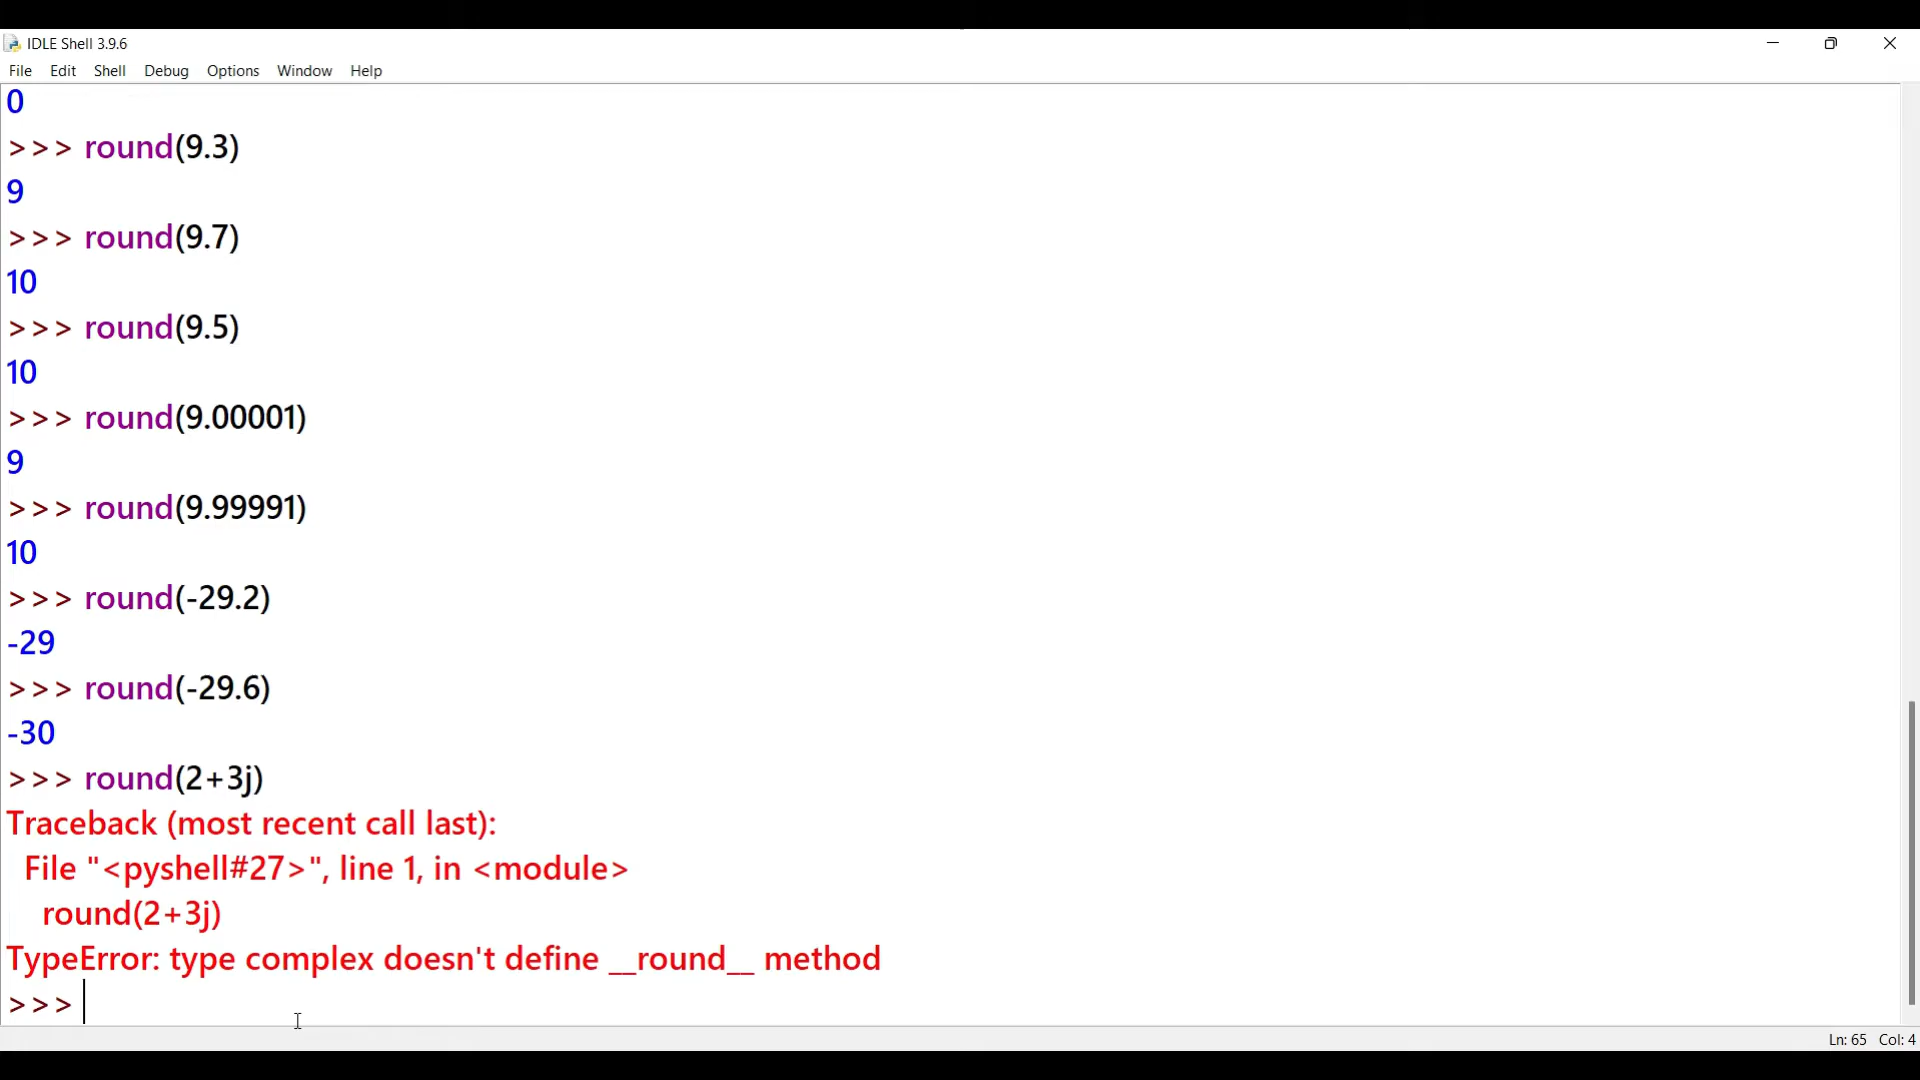 IDLE Shell 3.9.6
File Edit Shell Debug Options Window Help
0
>>> round(9.3)
9
>>> round(9.7)
10
>>> round(9.5)
10
>>> round(9.00001)
9
>>> round(9.99991)
10
>>> round(-29.2)
-29
>>> round(-29.6)
-30
>>> round(2+3j)
Traceback (most recent call last):
  File "<pyshell#27>", line 1, in <module>
    round(2+3j)
TypeError: type complex doesn't define __round__ method
>>>
Ln: 65 Col: 4